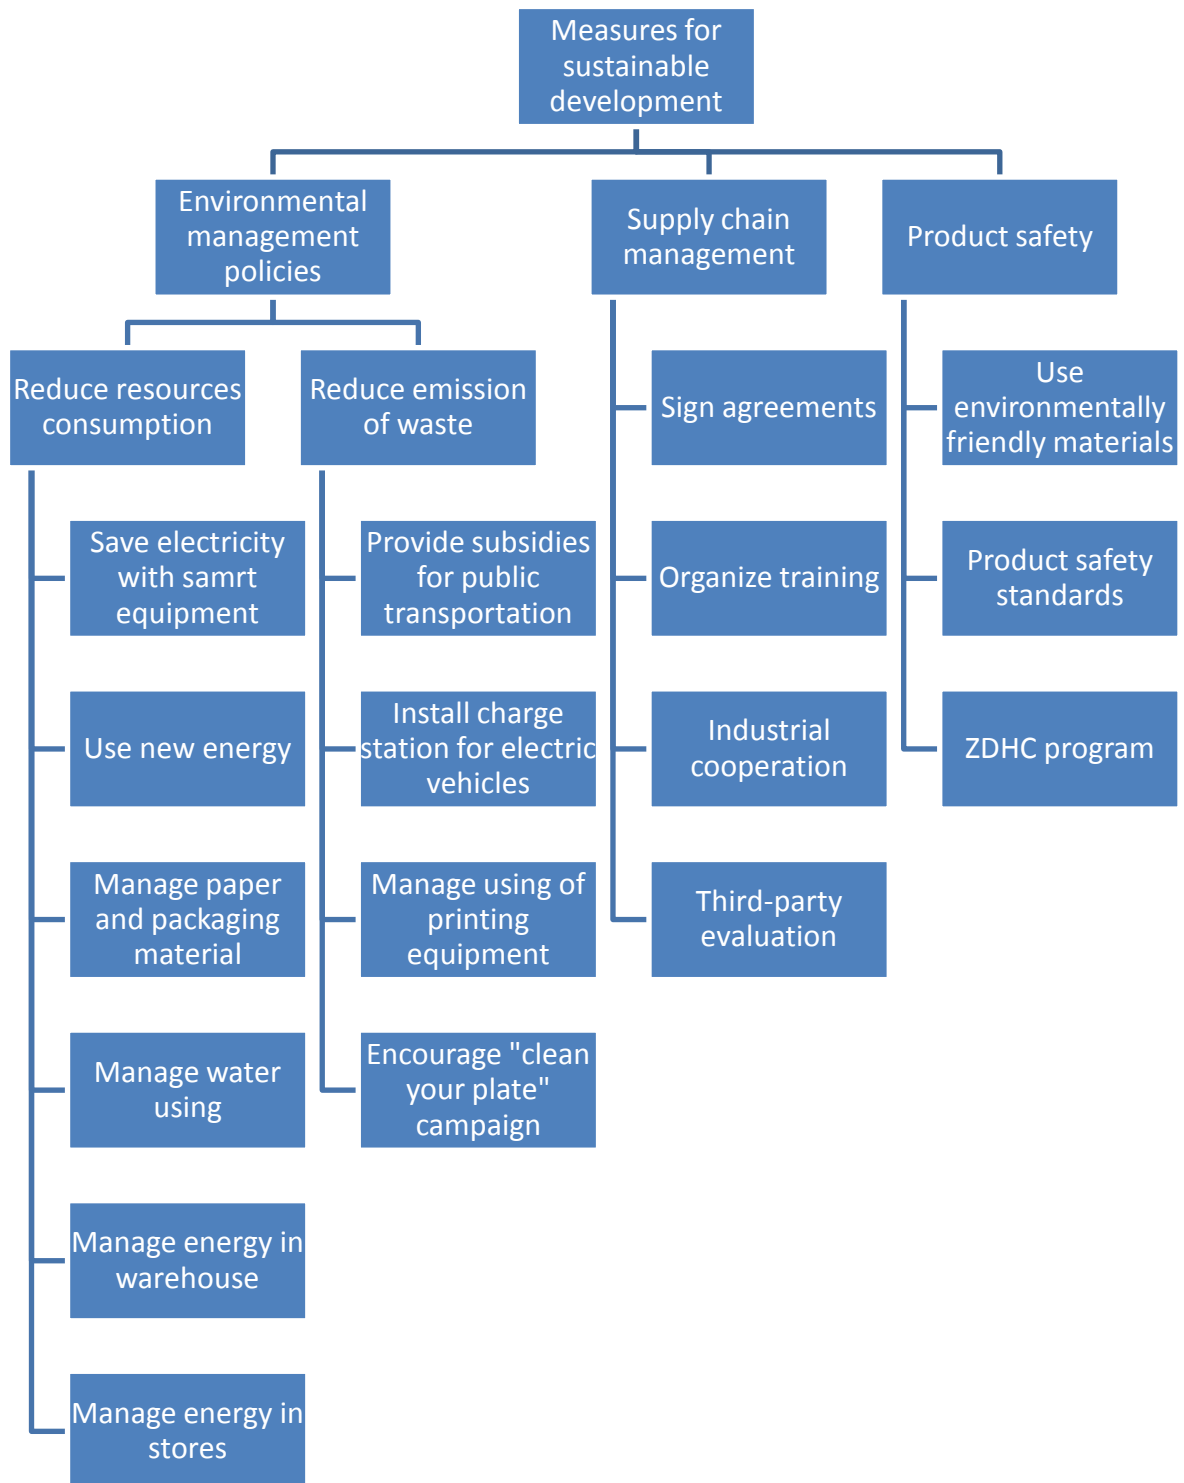 Measures for
sustainable
development
Environmental
management
policies
Supply chain
management
Product safety
Reduce resources
consumption
Reduce emission
of waste
Sign agreements
Use
environmentally
friendly materials
Save electricity
with samrt
equipment
Provide subsidies
for public
transportation
Organize training
Product safety
standards
Use new energy
Install charge
station for electric
vehicles
Industrial
cooperation
ZDHC program
Manage paper
and packaging
material
Manage using of
printing
equipment
Third-party
evaluation
Manage water
using
Encourage "clean
your plate"
campaign
Manage energy in
warehouse
Manage energy in
stores